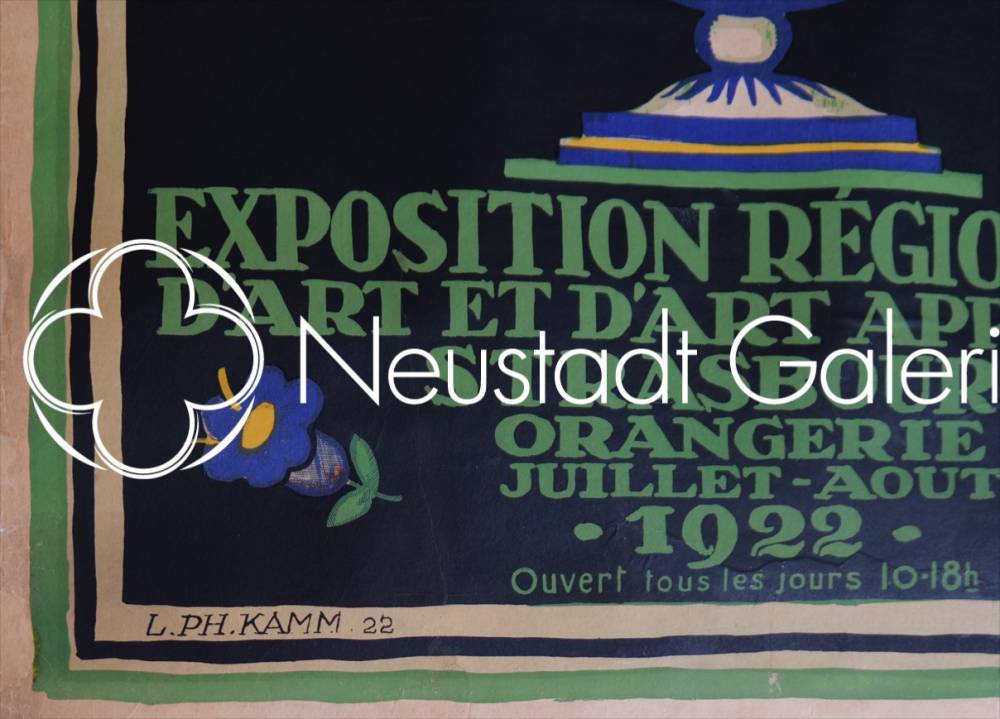 EXPOSITION RÉGIO
D'ART ET D'ART APP
STRASBOUR
ORANGERIE
JUILLET - AOUT
• 1922 •
Ouvert tous les jours 10-18h
L. PH. KAMM . 22
Neustadt Galeri